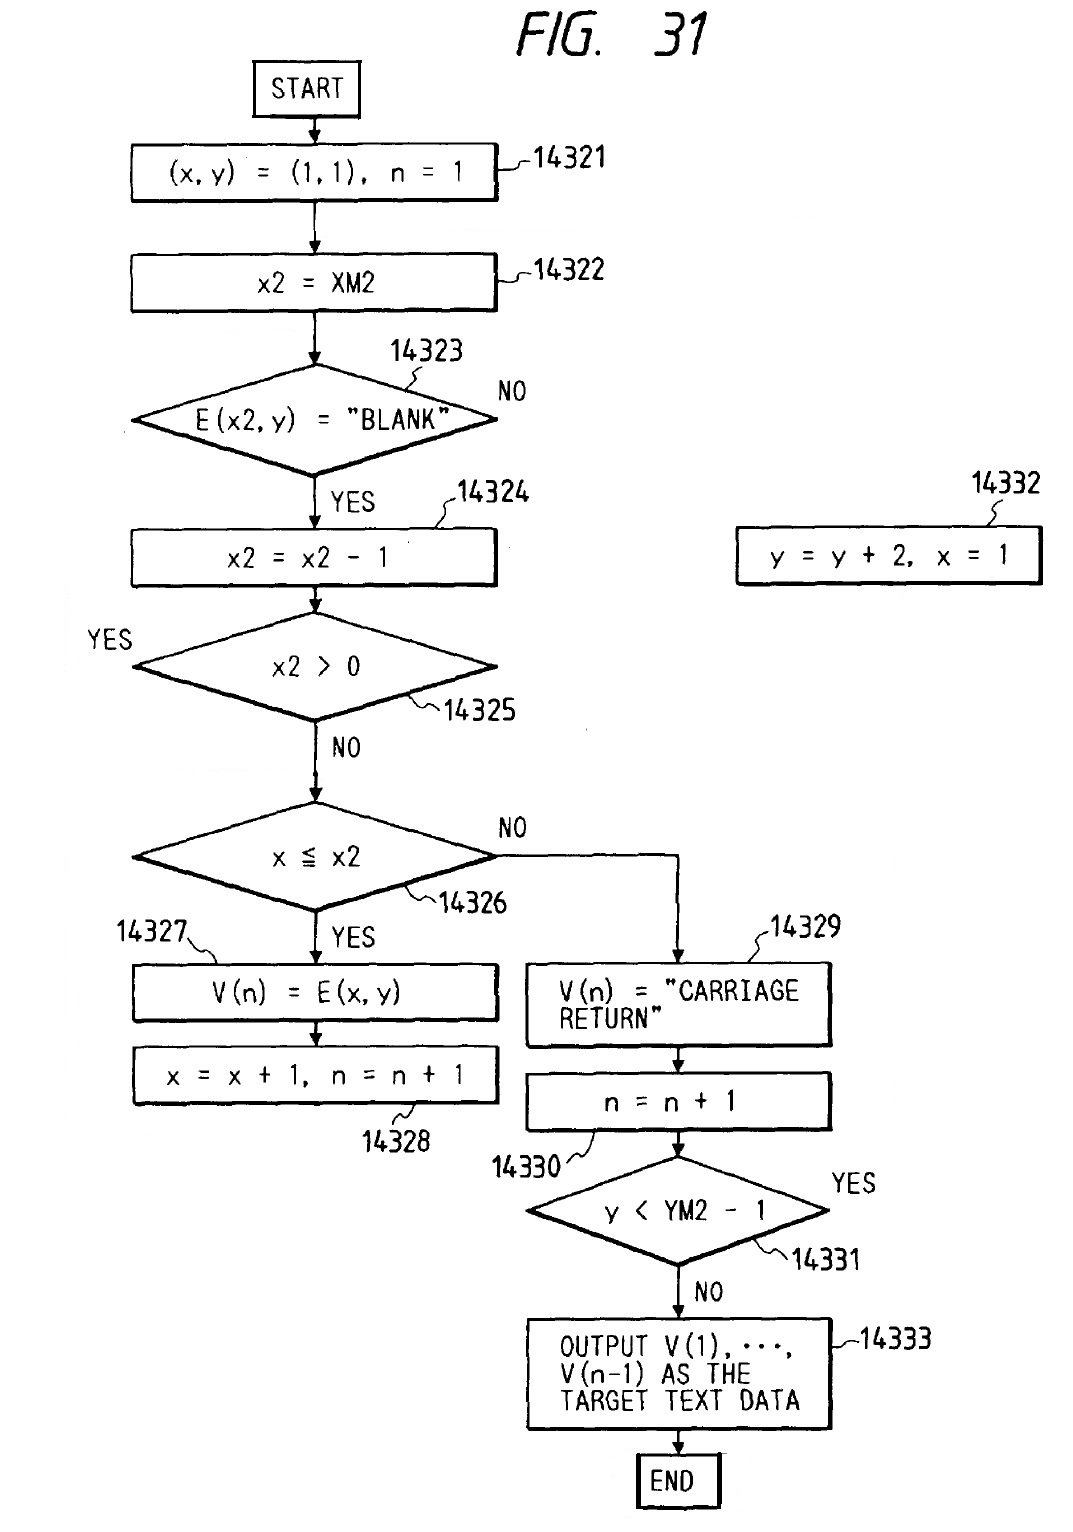 FIG. 31
START
(x, y) = (1, 1), n = 1
14321
x2 = XM2
14322
14323
NO
E(x2, y) = "BLANK"
YES
14324
x2 = x2 - 1
14332
y = y + 2, x = 1
YES
x2 > 0
14325
NO
NO
x ≦ x2
14326
YES
14327
V(n) = E(x, y)
14329
V(n) = "CARRIAGE
RETURN"
x = x + 1, n = n + 1
14328
n = n + 1
14330
YES
y < YM2 - 1
14331
NO
OUTPUT V(1), ···,
V(n-1) AS THE
TARGET TEXT DATA
14333
END